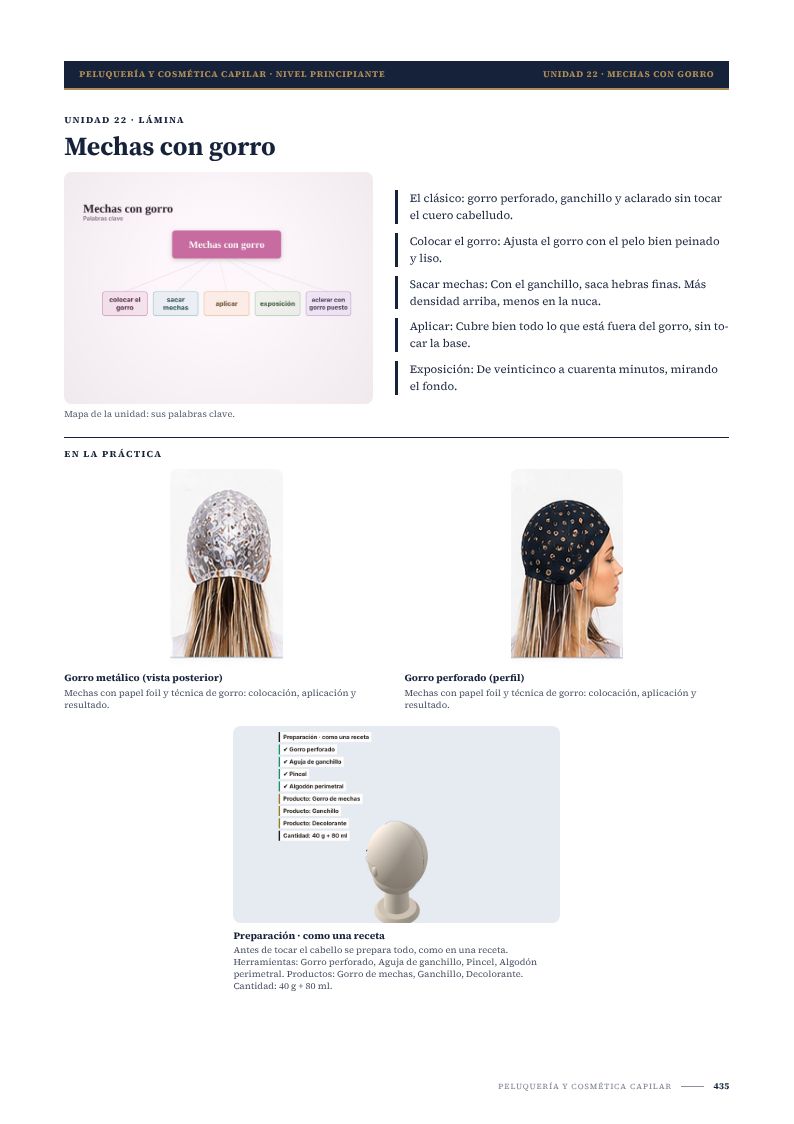 PELUQUERÍA Y COSMÉTICA CAPILAR · NIVEL PRINCIPIANTE
UNIDAD 22 · MECHAS CON GORRO
UNIDAD 22 · LÁMINA
Mechas con gorro
Mechas con gorro
Palabras clave
Mechas con gorro
colocar el
gorro
sacar
mechas
aplicar
exposición
aclarar con
gorro puesto
Mapa de la unidad: sus palabras clave.
El clásico: gorro perforado, ganchillo y aclarado sin tocar
el cuero cabelludo.
Colocar el gorro: Ajusta el gorro con el pelo bien peinado
y liso.
Sacar mechas: Con el ganchillo, saca hebras finas. Más
densidad arriba, menos en la nuca.
Aplicar: Cubre bien todo lo que está fuera del gorro, sin to-
car la base.
Exposición: De veinticinco a cuarenta minutos, mirando
el fondo.
EN LA PRÁCTICA
Gorro metálico (vista posterior)
Mechas con papel foil y técnica de gorro: colocación, aplicación y
resultado.
Gorro perforado (perfil)
Mechas con papel foil y técnica de gorro: colocación, aplicación y
resultado.
Preparación · como una receta
✔ Gorro perforado
✔ Aguja de ganchillo
✔ Pincel
✔ Algodón perimetral
Producto: Gorro de mechas
Producto: Ganchillo
Producto: Decolorante
Cantidad: 40 g + 80 ml
Preparación · como una receta
Antes de tocar el cabello se prepara todo, como en una receta.
Herramientas: Gorro perforado, Aguja de ganchillo, Pincel, Algodón
perimetral. Productos: Gorro de mechas, Ganchillo, Decolorante.
Cantidad: 40 g + 80 ml.
PELUQUERÍA Y COSMÉTICA CAPILAR
435